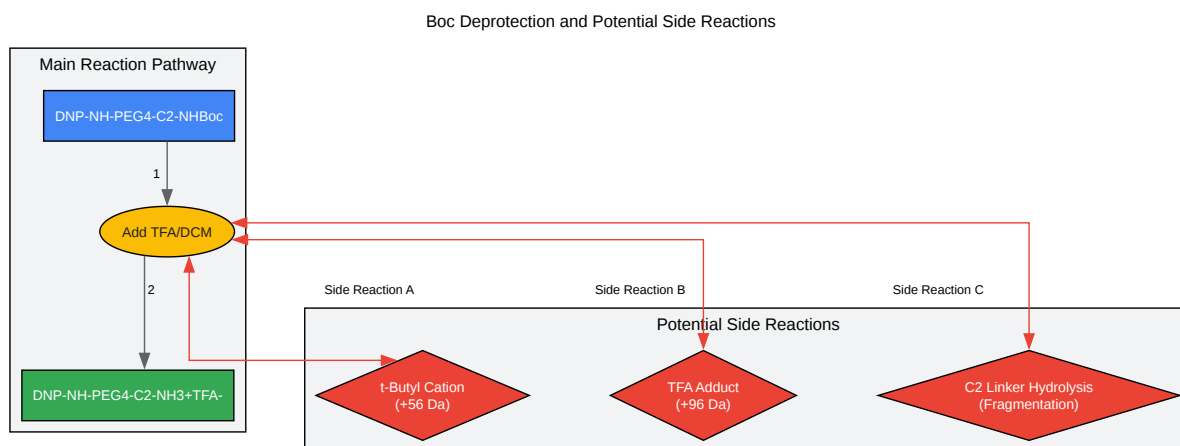 Boc Deprotection and Potential Side Reactions
Main Reaction Pathway
DNP-NH-PEG4-C2-NHBoc
1
Add TFA/DCM
2
DNP-NH-PEG4-C2-NH3+TFA-
Side Reaction A
Side Reaction B
Side Reaction C
Potential Side Reactions
t-Butyl Cation
(+56 Da)
TFA Adduct
(+96 Da)
C2 Linker Hydrolysis
(Fragmentation)